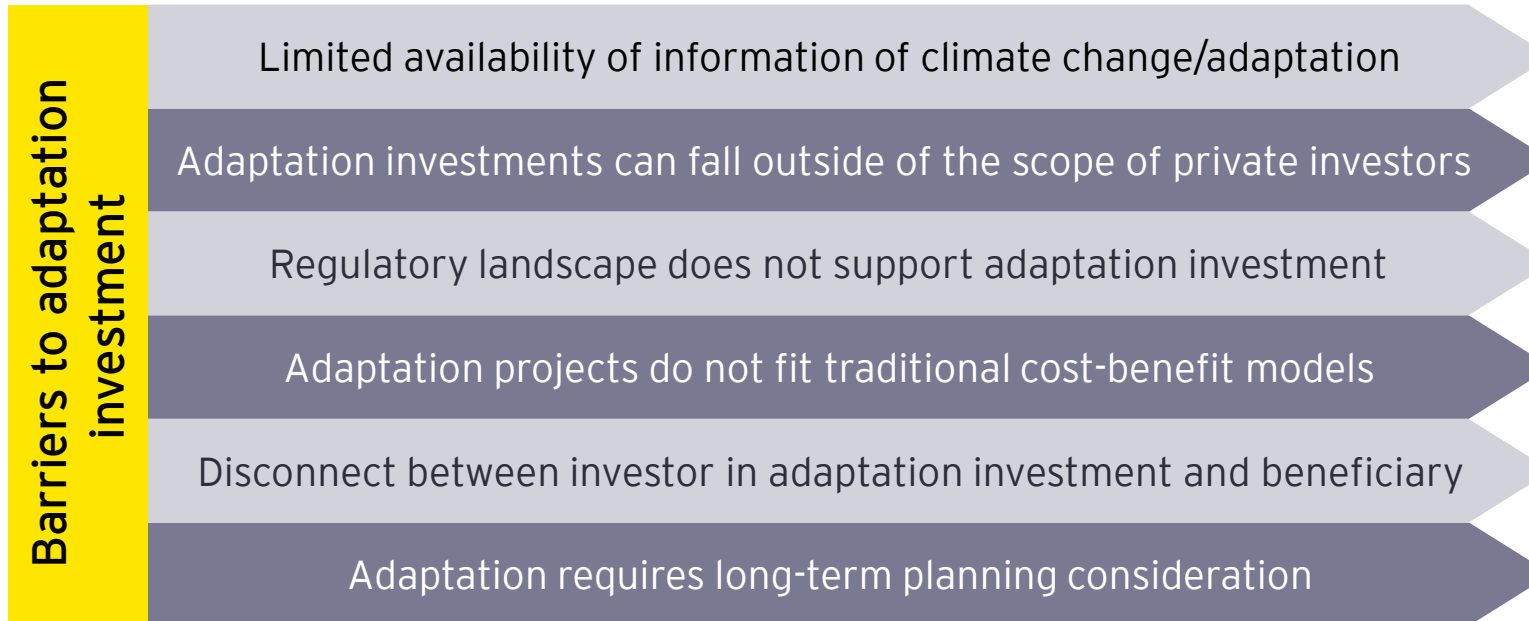 Barriers to adaptation
investment
Limited availability of information of climate change/adaptation
Adaptation investments can fall outside of the scope of private investors
Regulatory landscape does not support adaptation investment
Adaptation projects do not fit traditional cost-benefit models
Disconnect between investor in adaptation investment and beneficiary
Adaptation requires long-term planning consideration